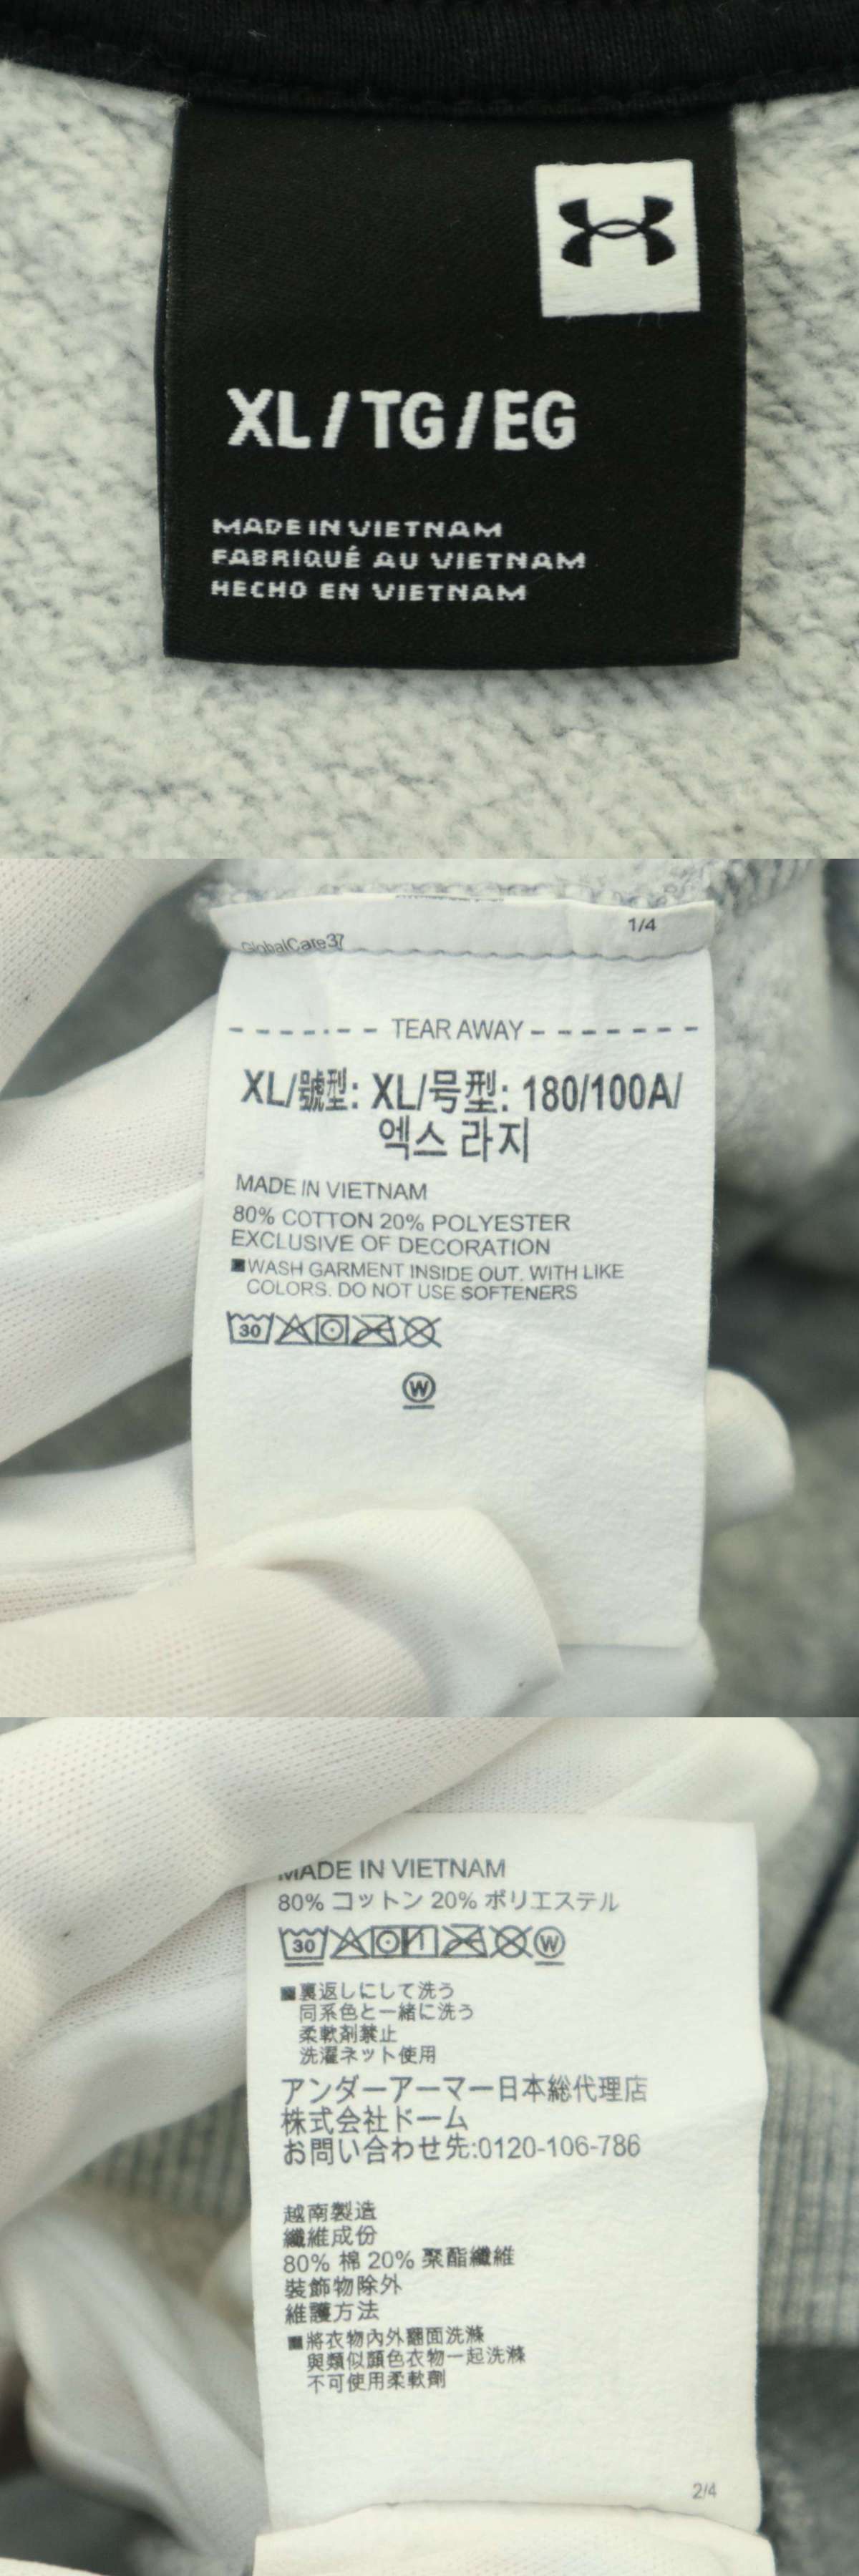 XL/TG/EG
MADE IN VIETNAM
FABRIQUÉ AU VIETNAM
HECHO EN VIETNAM
GlobalCare37
1/4
TEAR AWAY
XL/號型: XL/号型: 180/100A/
엑스 라지
MADE IN VIETNAM
80% COTTON 20% POLYESTER
EXCLUSIVE OF DECORATION
■WASH GARMENT INSIDE OUT. WITH LIKE
COLORS. DO NOT USE SOFTENERS
30
W
MADE IN VIETNAM
80% コットン 20% ポリエステル
30 W
■裏返しにして洗う
同系色と一緒に洗う
柔軟剤禁止
洗濯ネット使用
アンダーアーマー日本総代理店
株式会社ドーム
お問い合わせ先:0120-106-786
越南製造
纖維成份
80% 棉 20% 聚酯纖維
裝飾物除外
維護方法
■將衣物內外翻面洗滌
與類似顏色衣物一起洗滌
不可使用柔軟劑
2/4